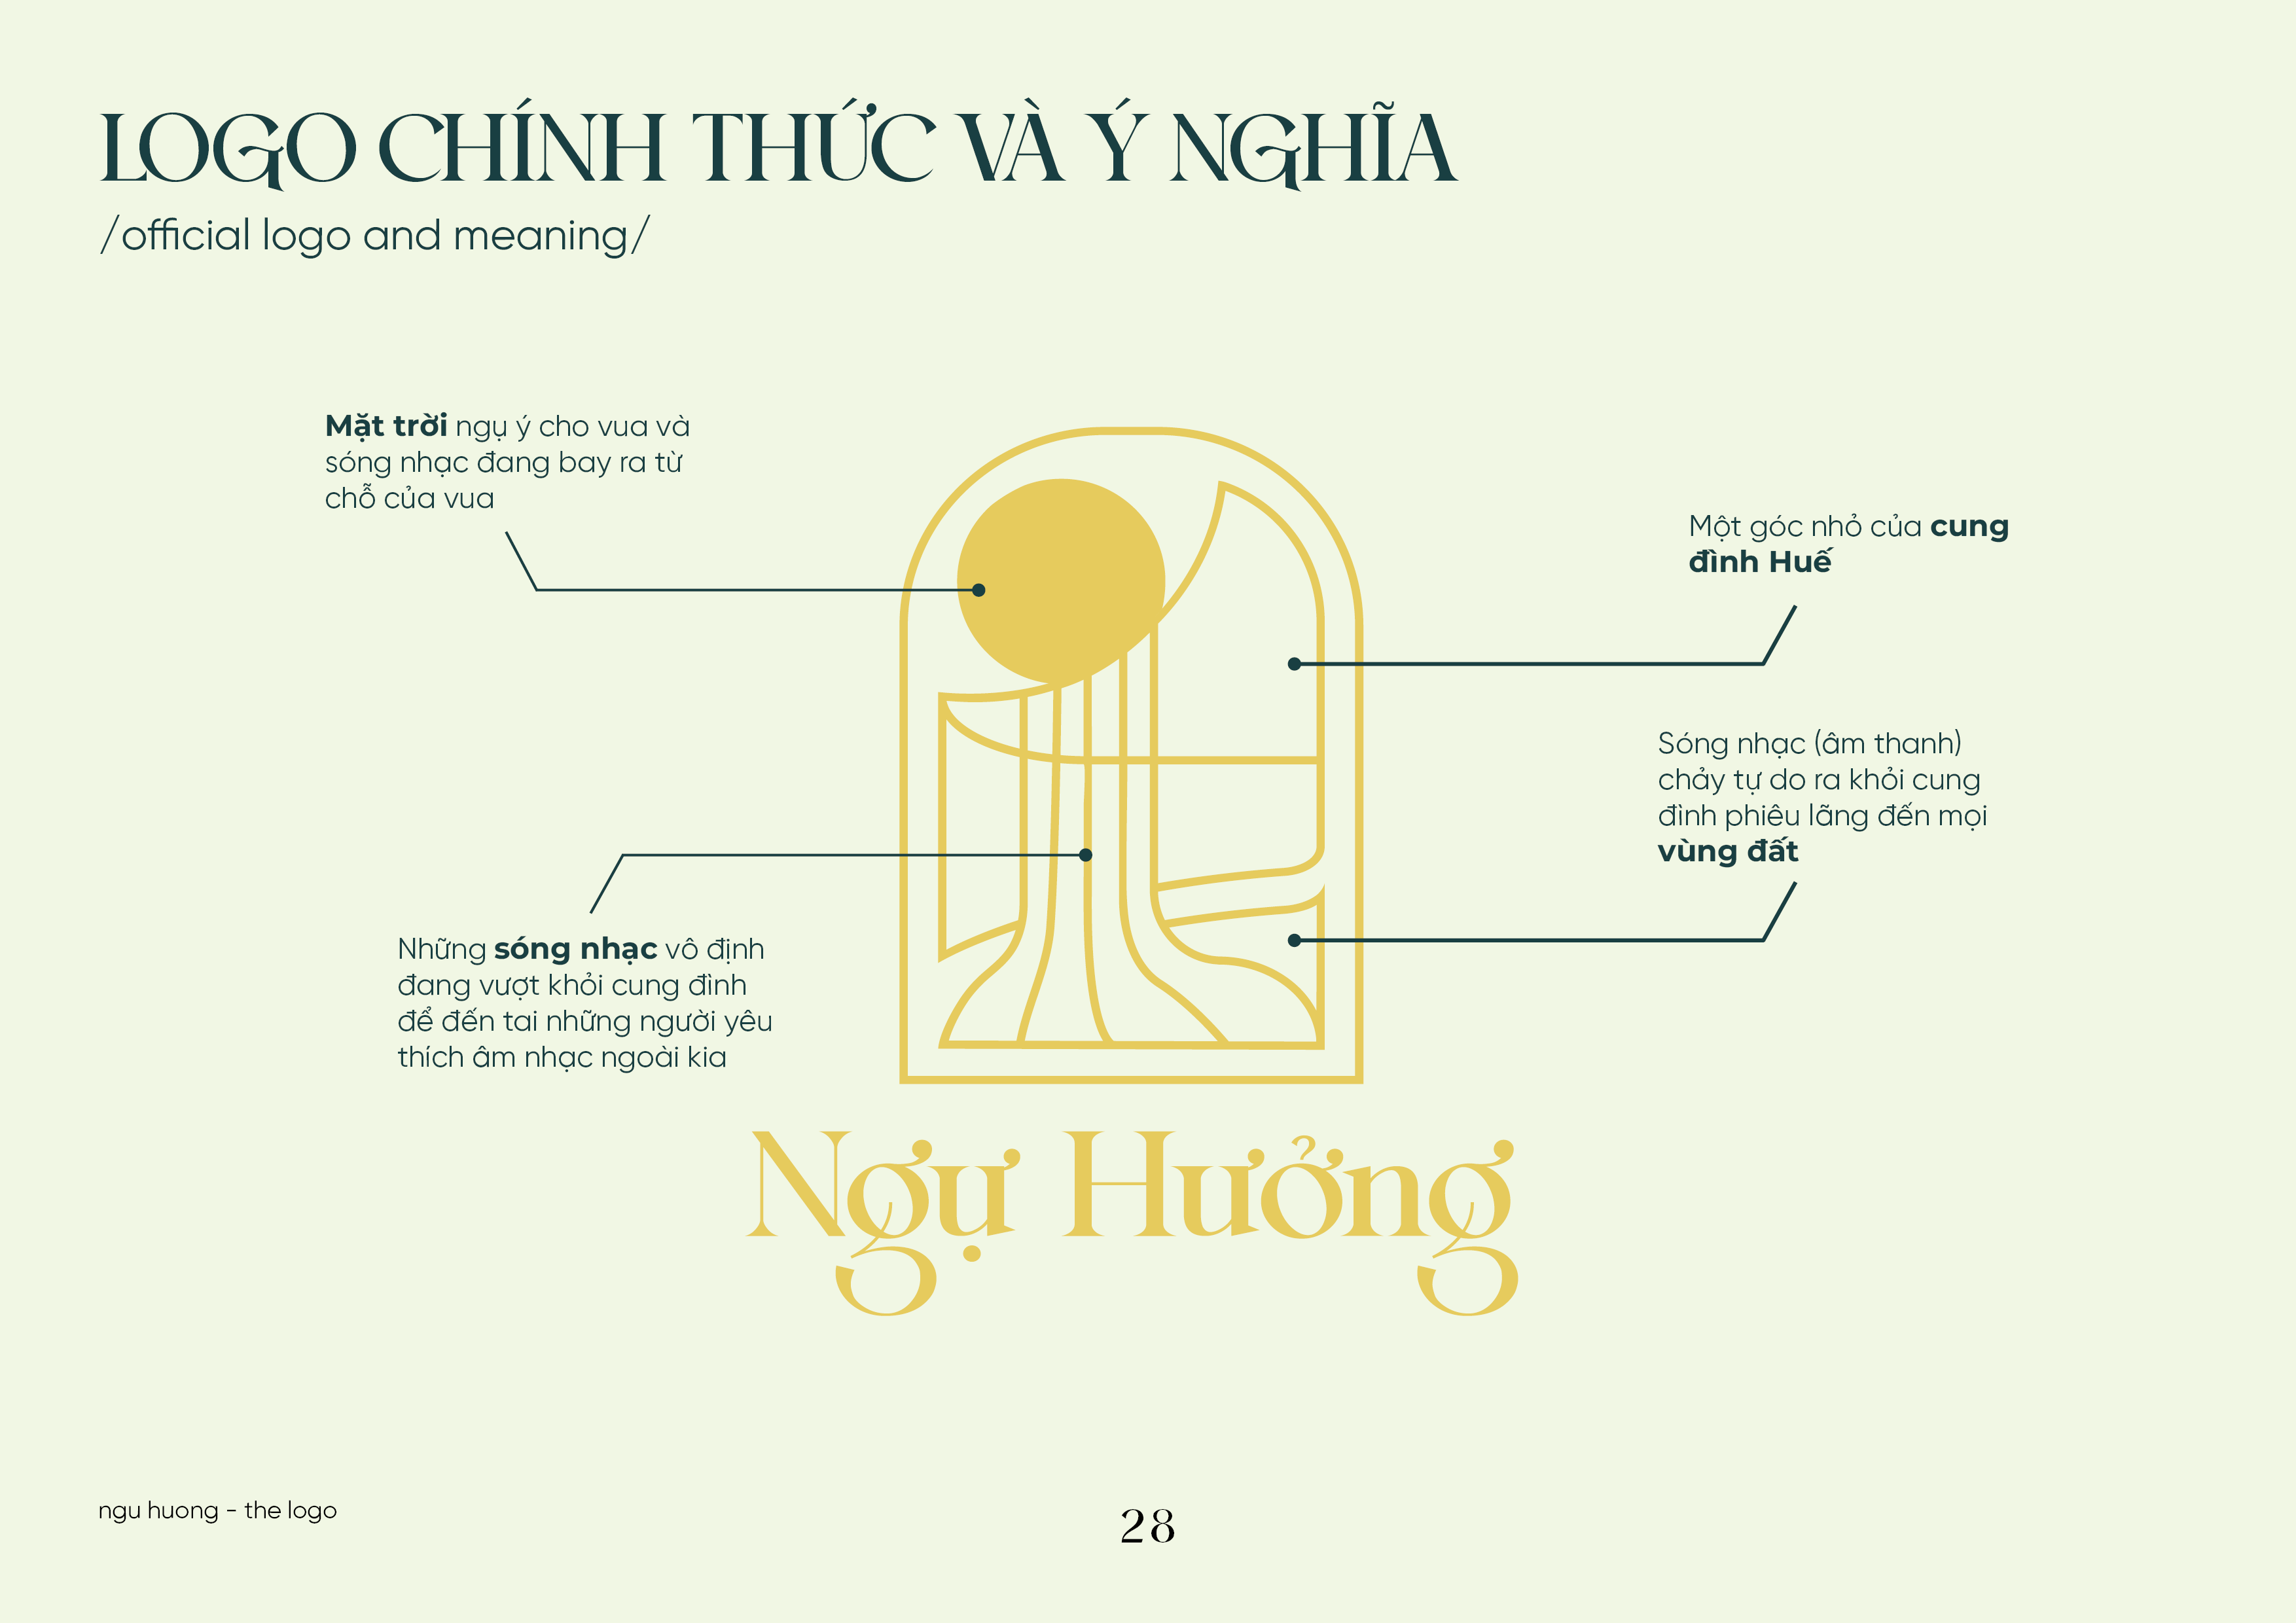 LOGO CHÍNH THỨC VÀ Ý NGHĨA
/official logo and meaning/
Mặt trời ngụ ý cho vua và
sóng nhạc đang bay ra từ
chỗ của vua
Một góc nhỏ của cung
đình Huế
Sóng nhạc (âm thanh)
chảy tự do ra khỏi cung
đình phiêu lãng đến mọi
vùng đất
Những sóng nhạc vô định
đang vượt khỏi cung đình
để đến tai những người yêu
thích âm nhạc ngoài kia
Ngự Hưởng
ngu huong - the logo
28